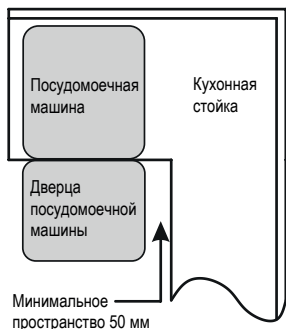 Посудомоечная
машина
Кухонная
стойка
Дверца
посудомоечной
машины
Минимальное
пространство 50 мм